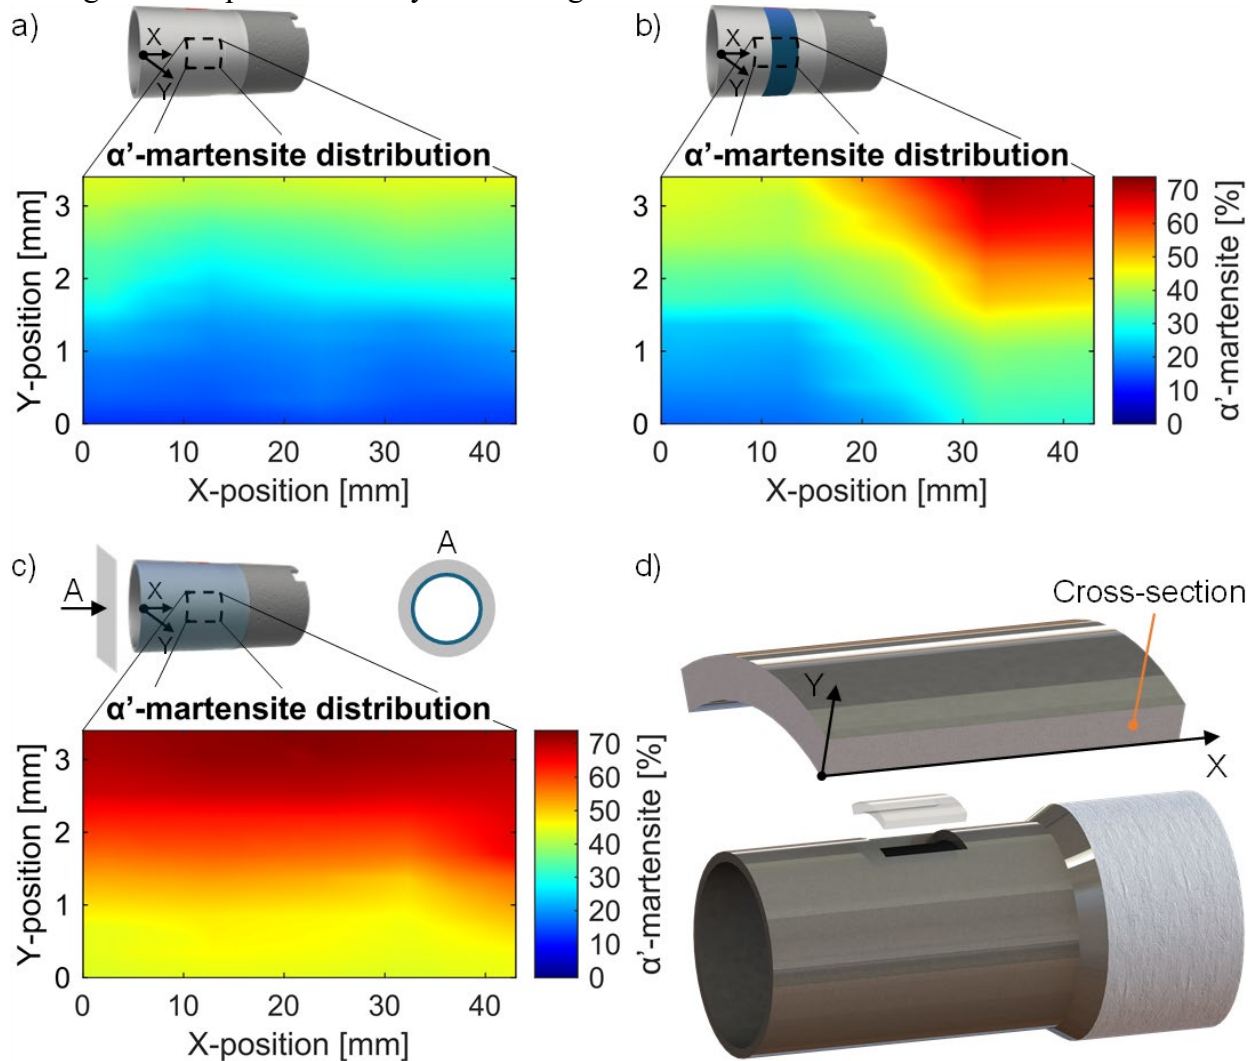 a)
X
Y
α'-martensite distribution
Y-position [mm]
3
2
1
0
0 10 20 30 40
X-position [mm]
b)
X
Y
α'-martensite distribution
3
2
1
0
0 10 20 30 40
X-position [mm]
70
60
50
40
30
20
10
0
α'-martensite [%]
c)
A
X
Y
A
α'-martensite distribution
Y-position [mm]
3
2
1
0
0 10 20 30 40
X-position [mm]
70
60
50
40
30
20
10
0
α'-martensite [%]
d)
Cross-section
Y
X